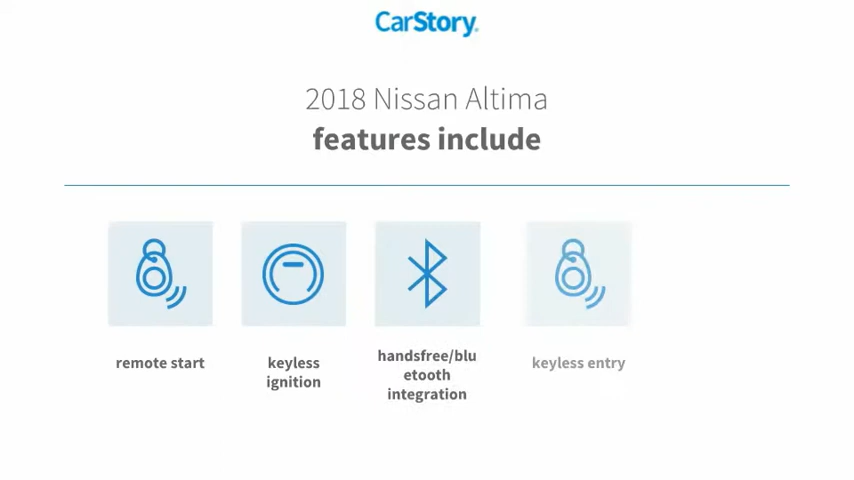 CarStory
2018 Nissan Altima
features include
remote start
keyless
ignition
handsfree/blu
etooth
integration
keyless entry